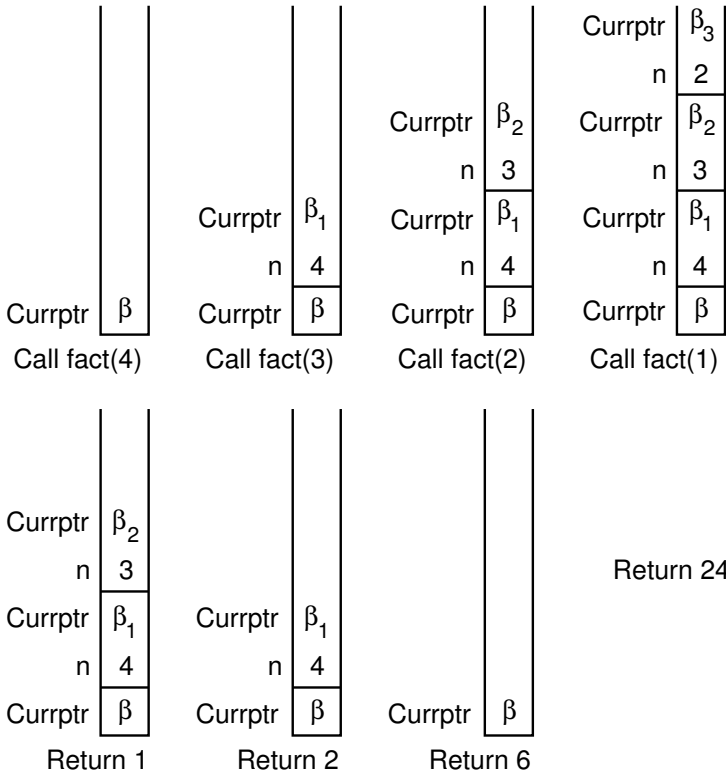 Currptr β₃
n 2
Currptr β₂ Currptr β₂
n 3 n 3
Currptr β₁ Currptr β₁ Currptr β₁
n 4 n 4 n 4
Currptr β Currptr β Currptr β Currptr β
Call fact(4) Call fact(3) Call fact(2) Call fact(1)
Currptr β₂
n 3 Return 24
Currptr β₁ Currptr β₁
n 4 n 4
Currptr β Currptr β Currptr β
Return 1 Return 2 Return 6